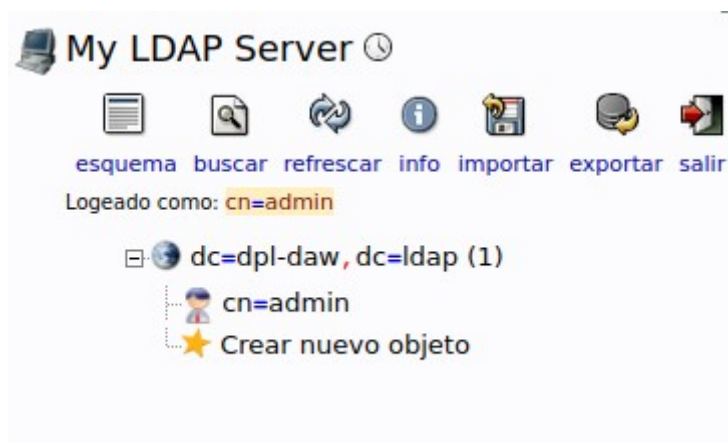 My LDAP Server
esquema buscar refrescar info importar exportar salir
Logeado como: cn=admin
dc=dpl-daw,dc=ldap (1)
cn=admin
Crear nuevo objeto